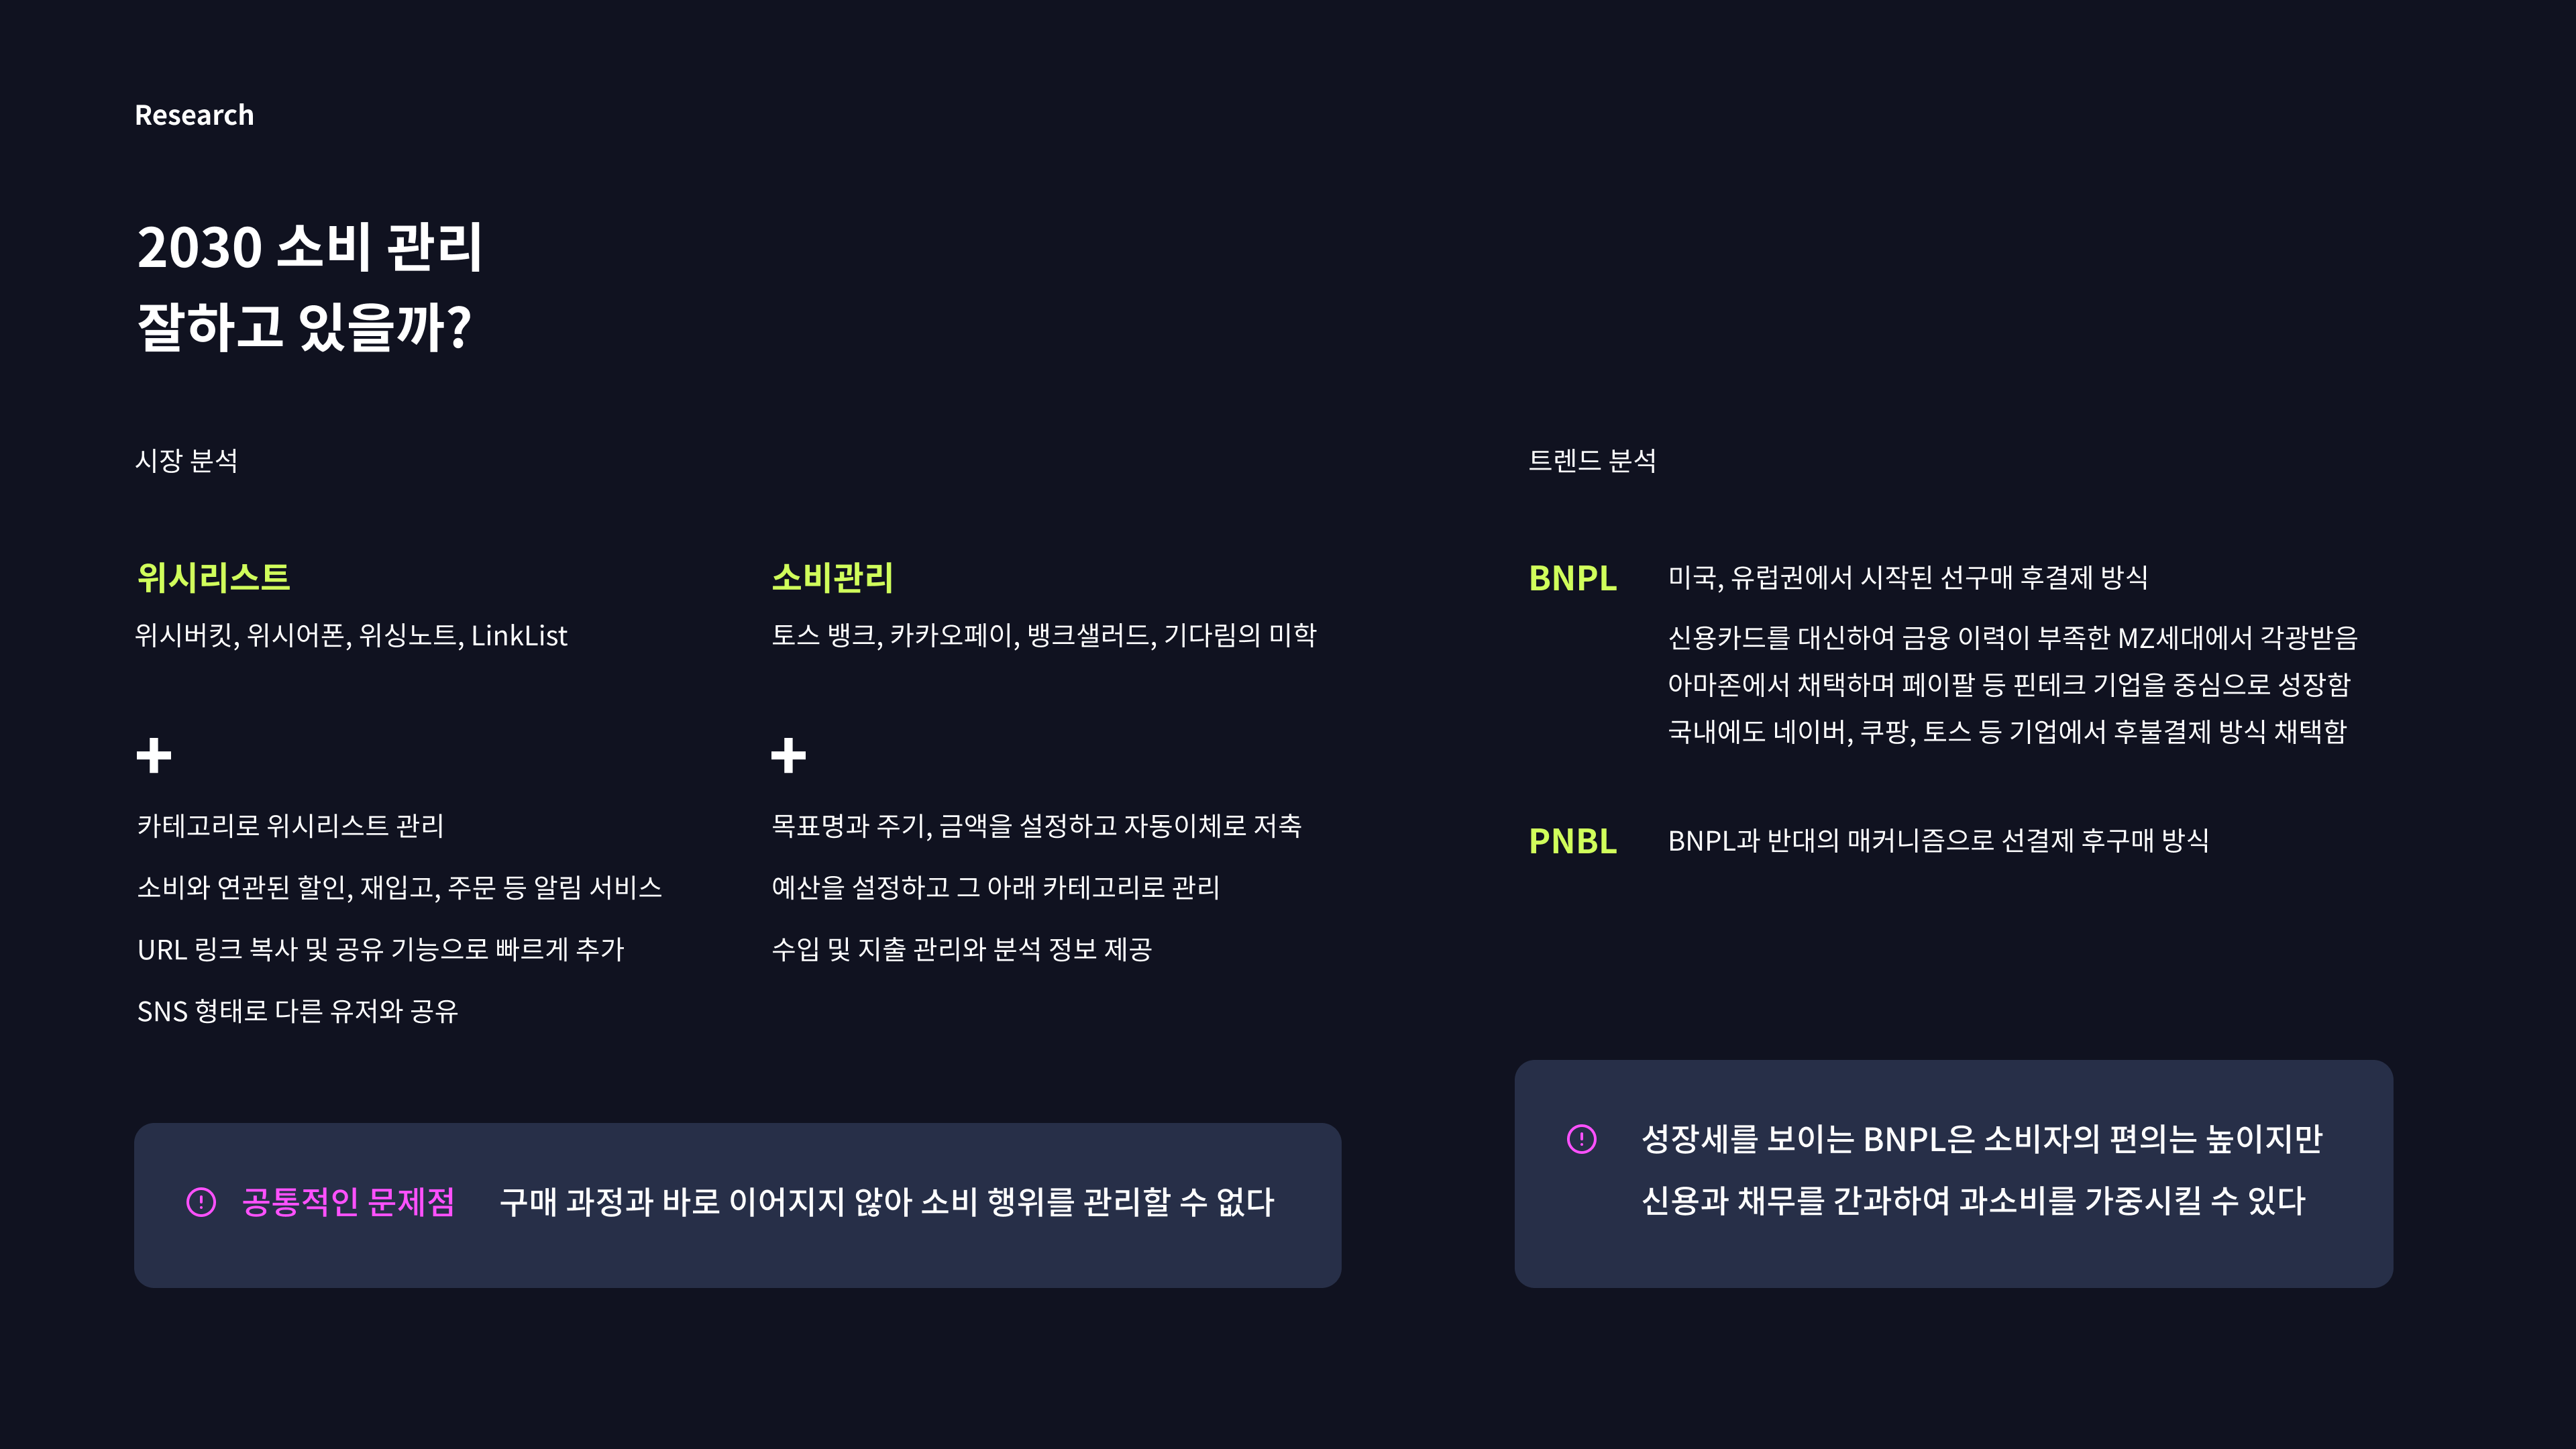 Research
2030 소비 관리
잘하고 있을까?
시장 분석
위시리스트
위시버킷, 위시어폰, 위싱노트, LinkList
+
카테고리로 위시리스트 관리
소비와 연관된 할인, 재입고, 주문 등 알림 서비스
URL 링크 복사 및 공유 기능으로 빠르게 추가
SNS 형태로 다른 유저와 공유
소비관리
토스 뱅크, 카카오페이, 뱅크샐러드, 기다림의 미학
+
목표명과 주기, 금액을 설정하고 자동이체로 저축
예산을 설정하고 그 아래 카테고리로 관리
수입 및 지출 관리와 분석 정보 제공
공통적인 문제점 구매 과정과 바로 이어지지 않아 소비 행위를 관리할 수 없다
트렌드 분석
BNPL 미국, 유럽권에서 시작된 선구매 후결제 방식
신용카드를 대신하여 금융 이력이 부족한 MZ세대에서 각광받음
아마존에서 채택하며 페이팔 등 핀테크 기업을 중심으로 성장함
국내에도 네이버, 쿠팡, 토스 등 기업에서 후불결제 방식 채택함
PNBL BNPL과 반대의 매커니즘으로 선결제 후구매 방식
성장세를 보이는 BNPL은 소비자의 편의는 높이지만
신용과 채무를 간과하여 과소비를 가중시킬 수 있다